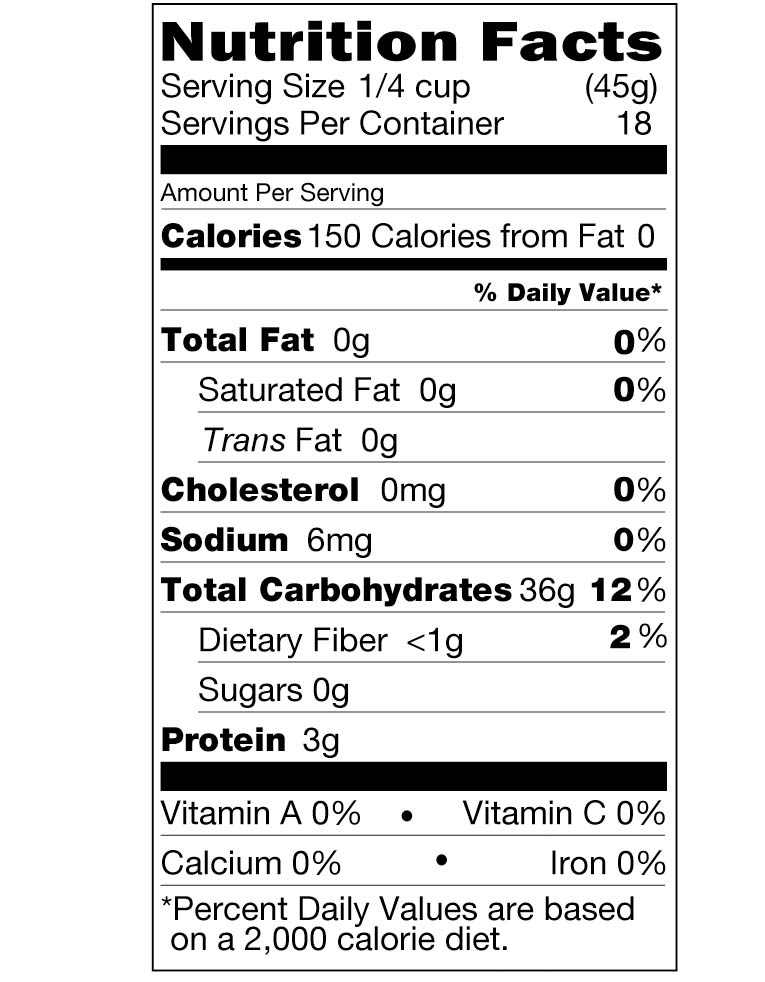 Nutrition Facts
Serving Size 1/4 cup (45g)
Servings Per Container 18
Amount Per Serving
Calories 150 Calories from Fat 0
% Daily Value*
Total Fat 0g 0%
Saturated Fat 0g 0%
Trans Fat 0g
Cholesterol 0mg 0%
Sodium 6mg 0%
Total Carbohydrates 36g 12%
Dietary Fiber <1g 2%
Sugars 0g
Protein 3g
Vitamin A 0% • Vitamin C 0%
Calcium 0% • Iron 0%
*Percent Daily Values are based
on a 2,000 calorie diet.